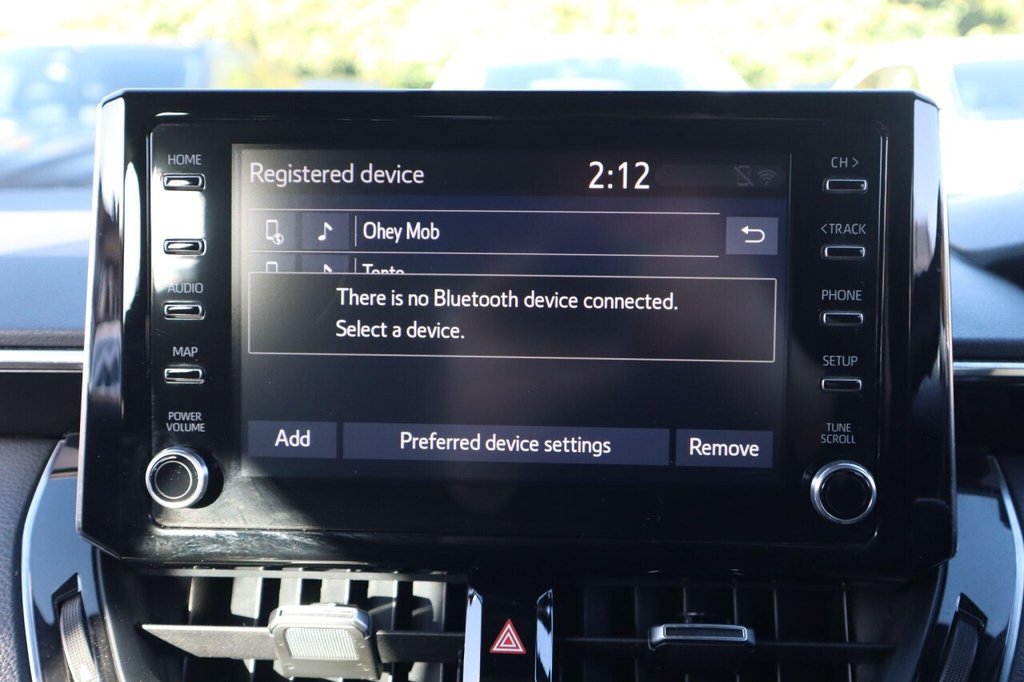 HOME
AUDIO
MAP
POWER
VOLUME
Registered device
2:12
Ohey Mob
There is no Bluetooth device connected.
Select a device.
Add
Preferred device settings
Remove
CH >
<TRACK
PHONE
SETUP
TUNE
SCROLL